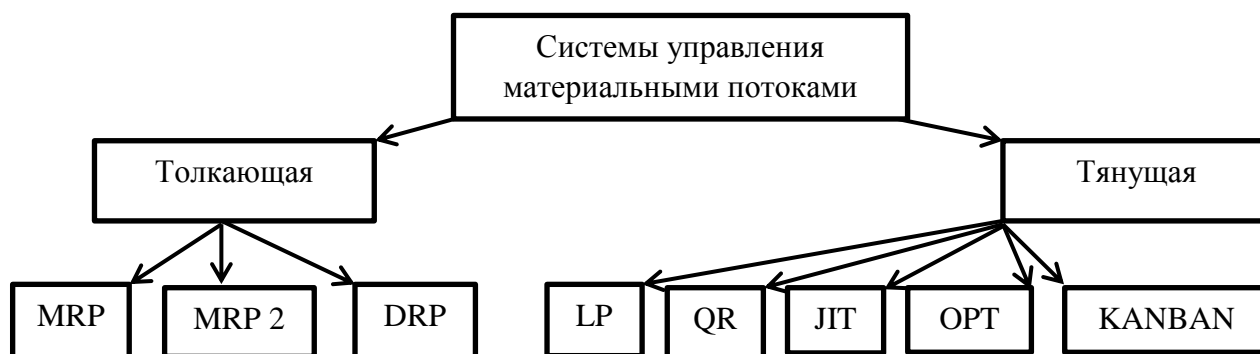 Системы управления
материальными потоками
Толкающая
Тянущая
MRP
MRP 2
DRP
LP
QR
JIT
OPT
KANBAN